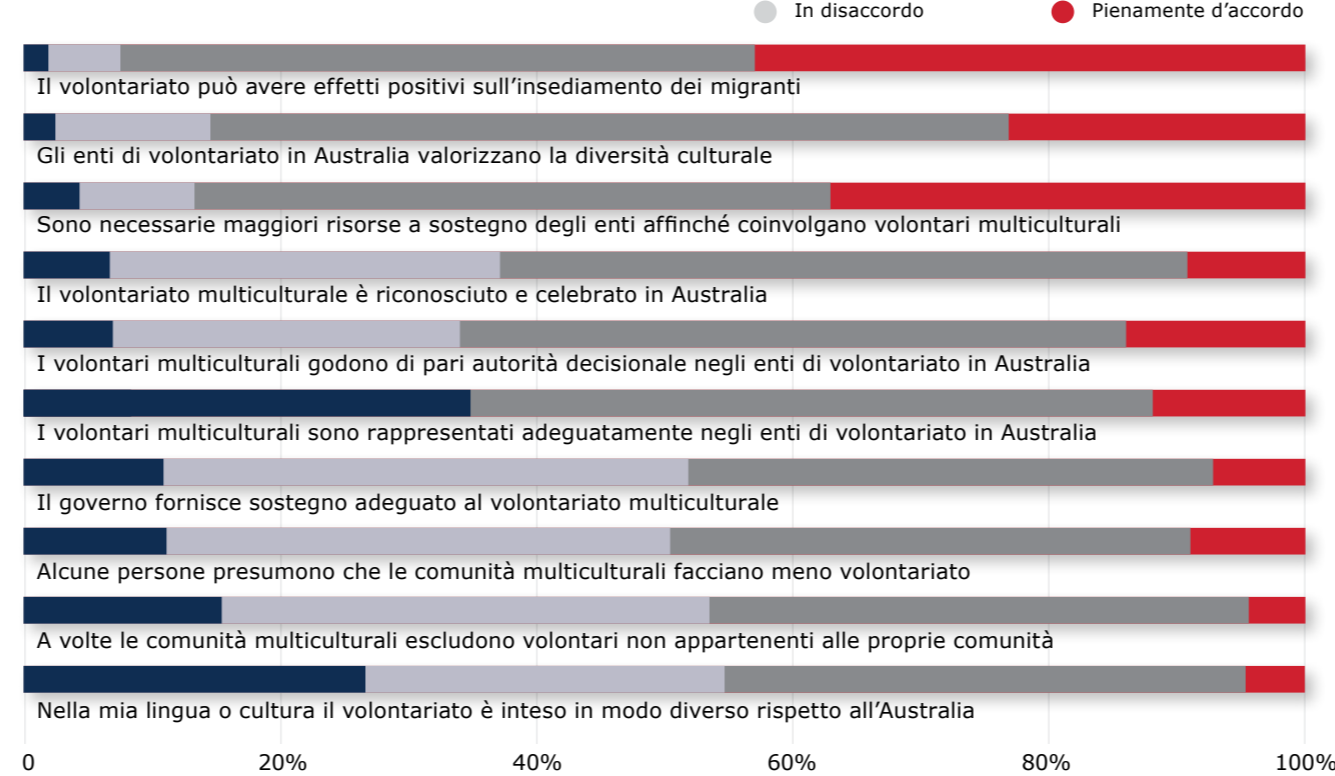 In disaccordo
Pienamente d’accordo
Il volontariato può avere effetti positivi sull’insediamento dei migranti
Gli enti di volontariato in Australia valorizzano la diversità culturale
Sono necessarie maggiori risorse a sostegno degli enti affinché coinvolgano volontari multiculturali
Il volontariato multiculturale è riconosciuto e celebrato in Australia
I volontari multiculturali godono di pari autorità decisionale negli enti di volontariato in Australia
I volontari multiculturali sono rappresentati adeguatamente negli enti di volontariato in Australia
Il governo fornisce sostegno adeguato al volontariato multiculturale
Alcune persone presumono che le comunità multiculturali facciano meno volontariato
A volte le comunità multiculturali escludono volontari non appartenenti alle proprie comunità
Nella mia lingua o cultura il volontariato è inteso in modo diverso rispetto all’Australia
0 20% 40% 60% 80% 100%